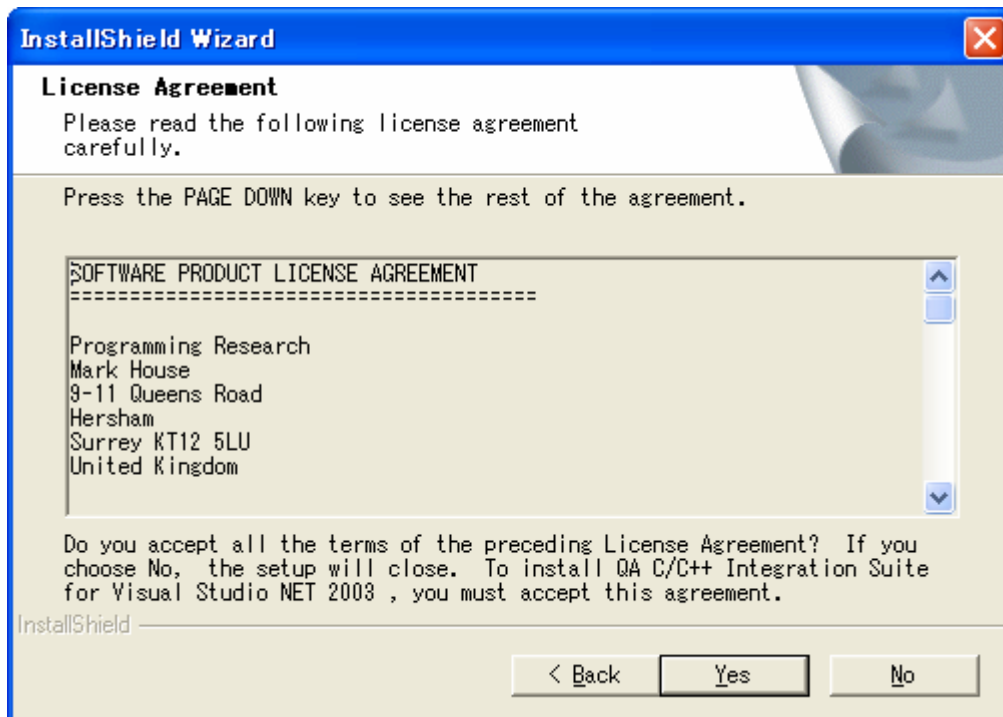 InstallShield Wizard
License Agreement
Please read the following license agreement
carefully.
Press the PAGE DOWN key to see the rest of the agreement.
SOFTWARE PRODUCT LICENSE AGREEMENT
=======================================
Programming Research
Mark House
9-11 Queens Road
Hersham
Surrey KT12 5LU
United Kingdom
Do you accept all the terms of the preceding License Agreement? If you
choose No, the setup will close. To install QA C/C++ Integration Suite
for Visual Studio NET 2003 , you must accept this agreement.
InstallShield
< Back
Yes
No